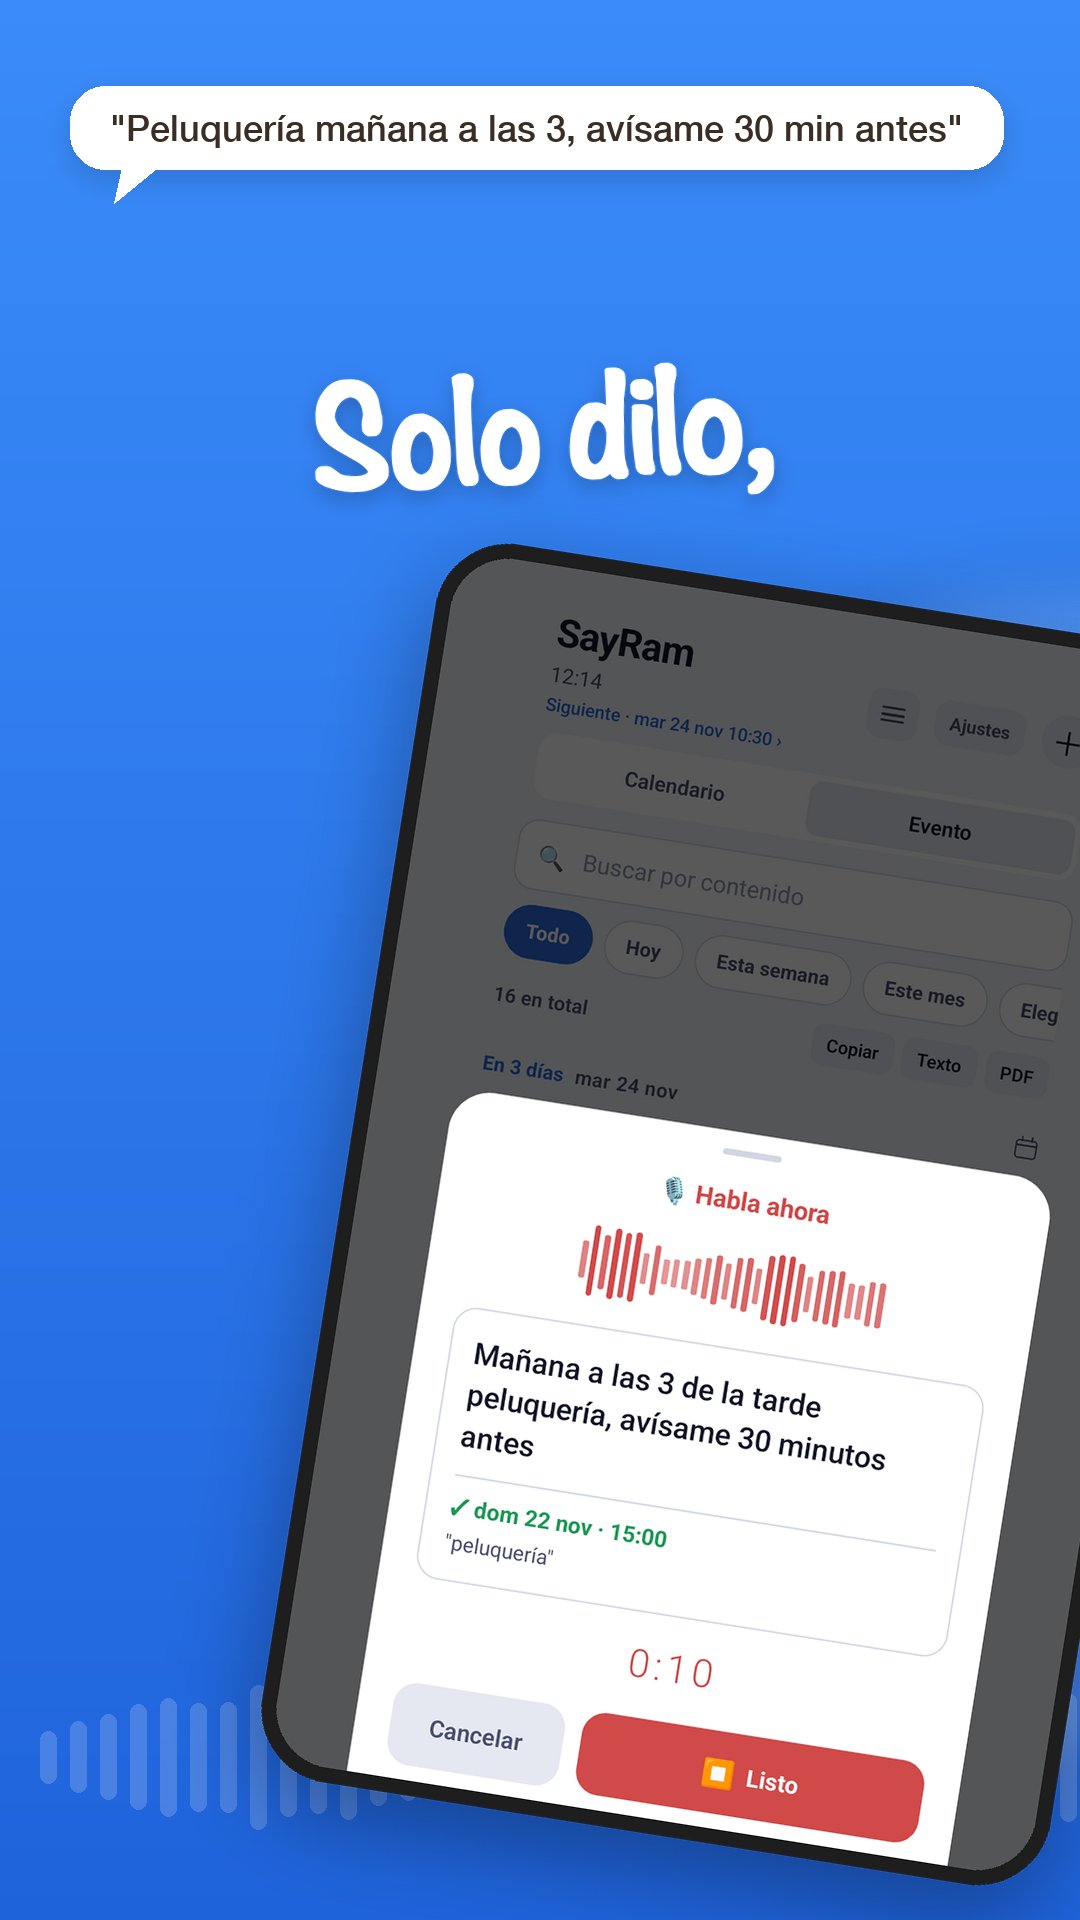 "Peluquería mañana a las 3, avísame 30 min antes"
Solo dilo,
SayRam
12:14
Siguiente · mar 24 nov 10:30 ›
Ajustes
Calendario
Evento
Buscar por contenido
Todo
Hoy
Esta semana
Este mes
Eleg
16 en total
Copiar
Texto
PDF
En 3 días mar 24 nov
Habla ahora
Mañana a las 3 de la tarde
peluquería, avísame 30 minutos
antes
✓ dom 22 nov · 15:00
"peluquería"
0:10
Cancelar
Listo